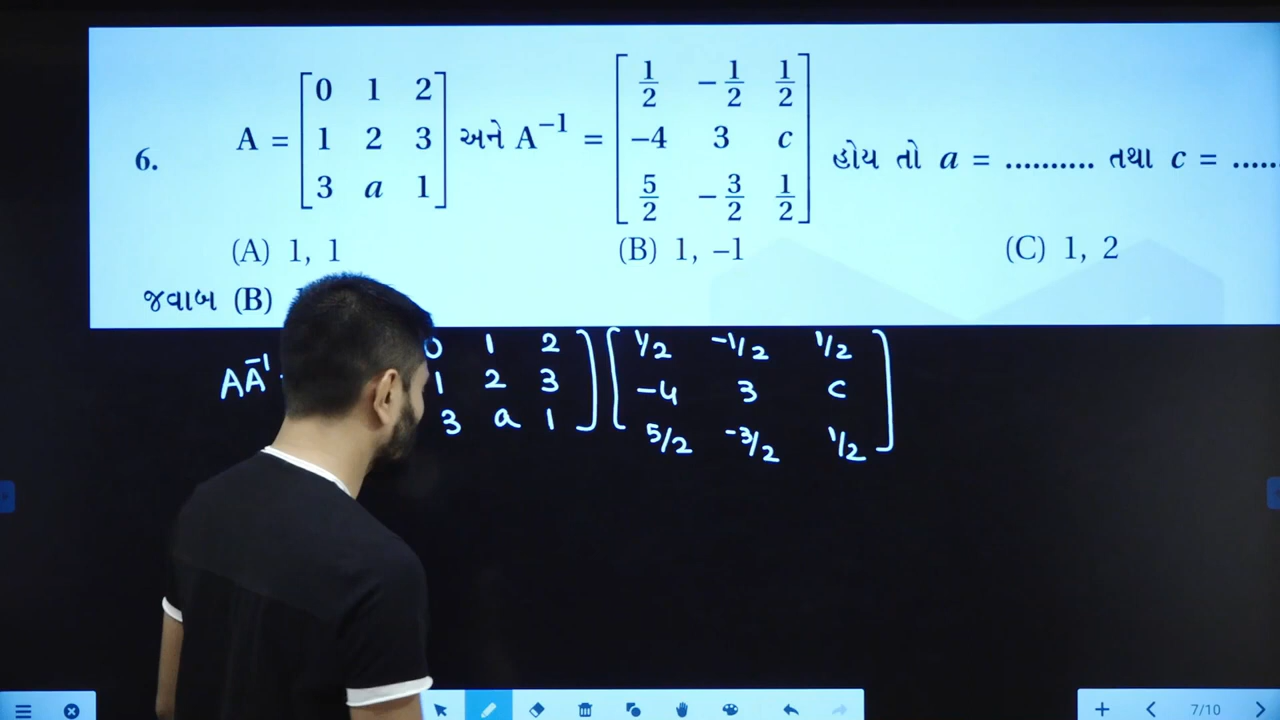 6. A = [0 1 2; 1 2 3; 3 a 1] અને A⁻¹ = [1/2 -1/2 1/2; -4 3 c; 5/2 -3/2 1/2] હોય તો a = .......... તથા c = ......
(A) 1, 1 (B) 1, –1 (C) 1, 2
જવાબ (B)
AA⁻¹ 0 1 2 ] [ 1/2 -1/2 1/2
1 2 3 -4 3 c
3 a 1 5/2 -3/2 1/2 ]
7/10